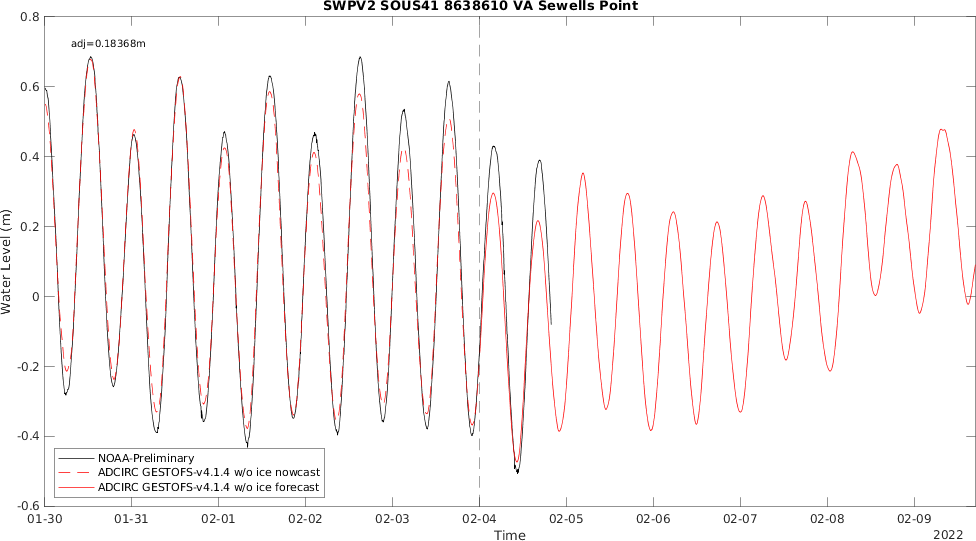 SWPV2 SOUS41 8638610 VA Sewells Point
adj=0.18368m
0.8
0.6
0.4
0.2
0
-0.2
-0.4
-0.6
Water Level (m)
NOAA-Preliminary
ADCIRC GESTOFS-v4.1.4 w/o ice nowcast
ADCIRC GESTOFS-v4.1.4 w/o ice forecast
01-30 01-31 02-01 02-02 02-03 02-04 02-05 02-06 02-07 02-08 02-09
Time
2022